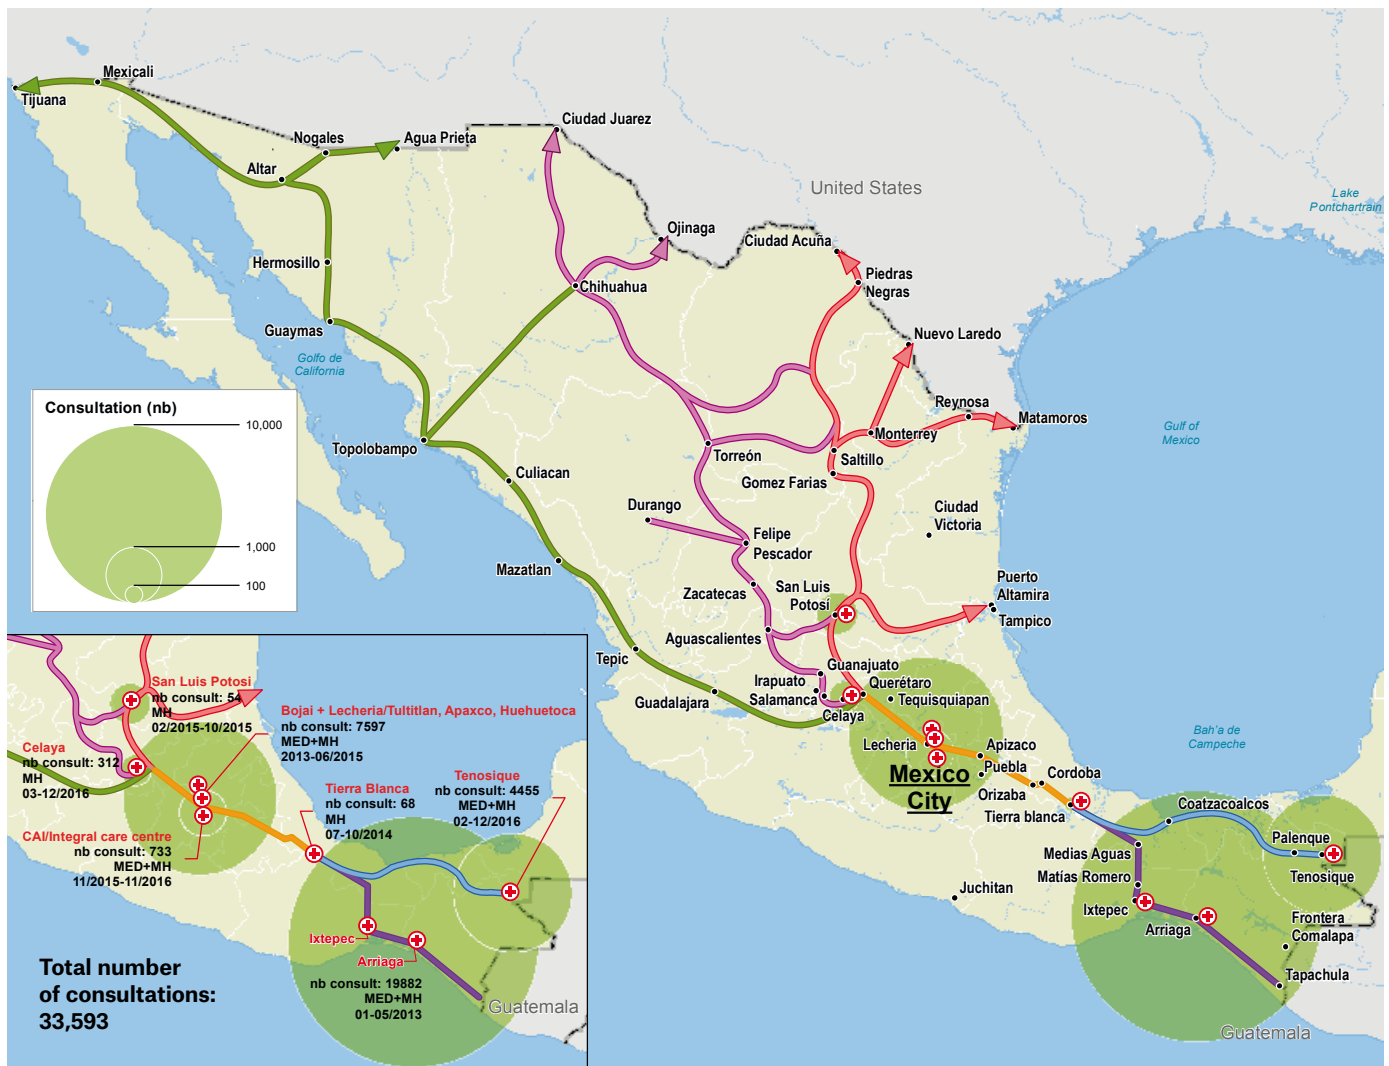 Mexicali
Tijuana
Nogales
Agua Prieta
Altar
Ciudad Juarez
United States
Lake
Pontchartrain
Ojinaga
Ciudad Acuña
Hermosillo
Chihuahua
Piedras
Negras
Guaymas
Golfo de
California
Nuevo Laredo
Consultation (nb)
10,000
1,000
100
Reynosa
Matamoros
Gulf of
Mexico
Topolobampo
Monterrey
Torreón
Saltillo
Culiacan
Gomez Farias
Durango
Ciudad
Victoria
Felipe
Pescador
Mazatlan
Zacatecas
San Luis
Potosí
Puerto
Altamira
Tampico
Aguascalientes
Tepic
Guanajuato
Irapuato
Querétaro
Salamanca
Tequisquiapan
Guadalajara
Celaya
Lecheria
Apizaco
Puebla
Mexico
City
Cordoba
Orizaba
Tierra blanca
Bah'a de
Campeche
Coatzacoalcos
Medias Aguas
Palenque
Tenosique
Matías Romero
Juchitan
Ixtepec
Arriaga
Frontera
Comalapa
Tapachula
Guatemala
San Luis Potosi
nb consult: 54
MH
02/2015-10/2015
Bojai + Lecheria/Tultitlan, Apaxco, Huehuetoca
nb consult: 7597
MED+MH
2013-06/2015
Celaya
nb consult: 312
MH
03-12/2016
Tierra Blanca
nb consult: 68
MH
07-10/2014
Tenosique
nb consult: 4455
MED+MH
02-12/2016
CAI/Integral care centre
nb consult: 733
MED+MH
11/2015-11/2016
Ixtepec
Arriaga
nb consult: 19882
MED+MH
01-05/2013
Guatemala
Total number
of consultations:
33,593